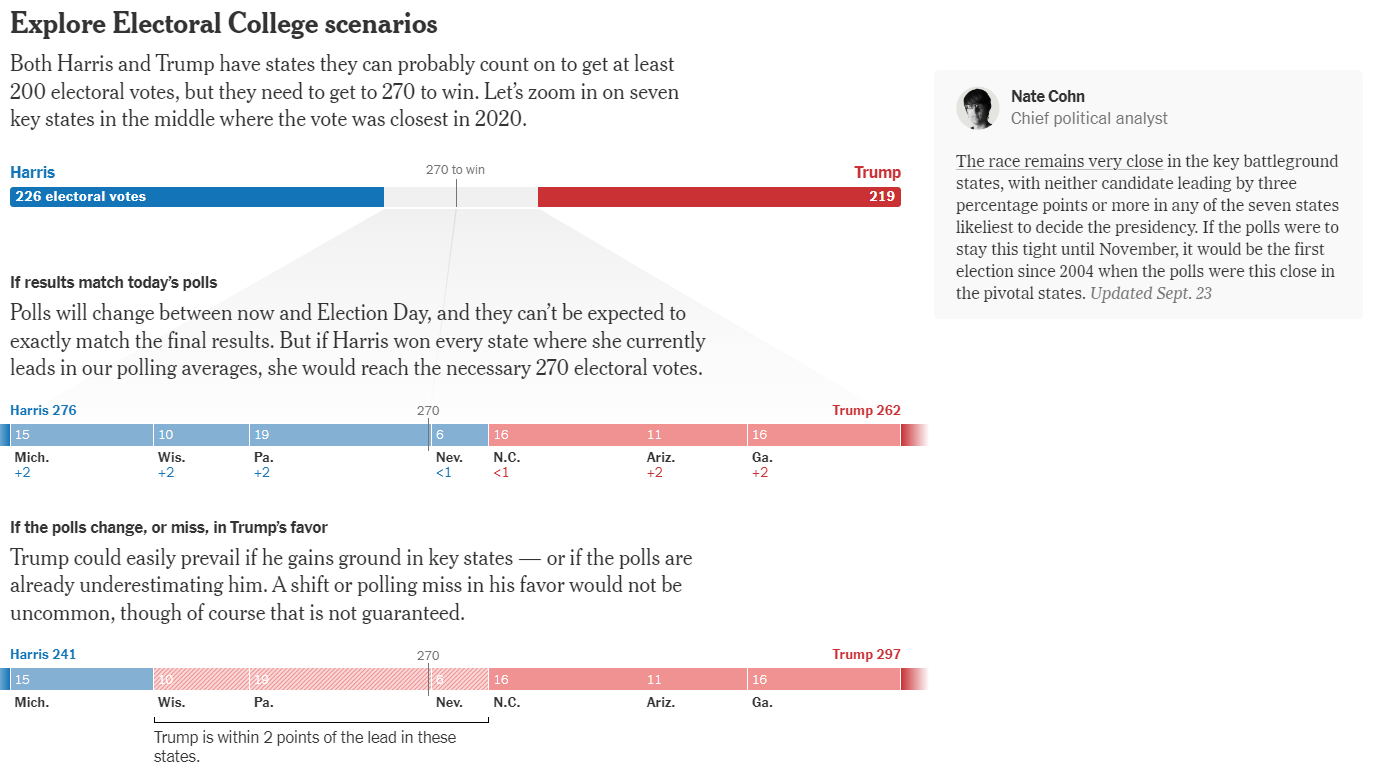 Explore Electoral College scenarios
Both Harris and Trump have states they can probably count on to get at least
200 electoral votes, but they need to get to 270 to win. Let's zoom in on seven
key states in the middle where the vote was closest in 2020.
Nate Cohn
Chief political analyst
The race remains very close in the key battleground
states, with neither candidate leading by three
percentage points or more in any of the seven states
likeliest to decide the presidency. If the polls were to
stay this tight until November, it would be the first
election since 2004 when the polls were this close in
the pivotal states. Updated Sept. 23
Harris 270 to win Trump
226 electoral votes 219
If results match today's polls
Polls will change between now and Election Day, and they can't be expected to
exactly match the final results. But if Harris won every state where she currently
leads in our polling averages, she would reach the necessary 270 electoral votes.
Harris 276 270 Trump 262
15 10 19 6 16 11 16
Mich. Wis. Pa. Nev. N.C. Ariz. Ga.
+2 +2 +2 <1 <1 +2 +2
If the polls change, or miss, in Trump's favor
Trump could easily prevail if he gains ground in key states — or if the polls are
already underestimating him. A shift or polling miss in his favor would not be
uncommon, though of course that is not guaranteed.
Harris 241 270 Trump 297
15 10 19 6 16 11 16
Mich. Wis. Pa. Nev. N.C. Ariz. Ga.
Trump is within 2 points of the lead in these
states.